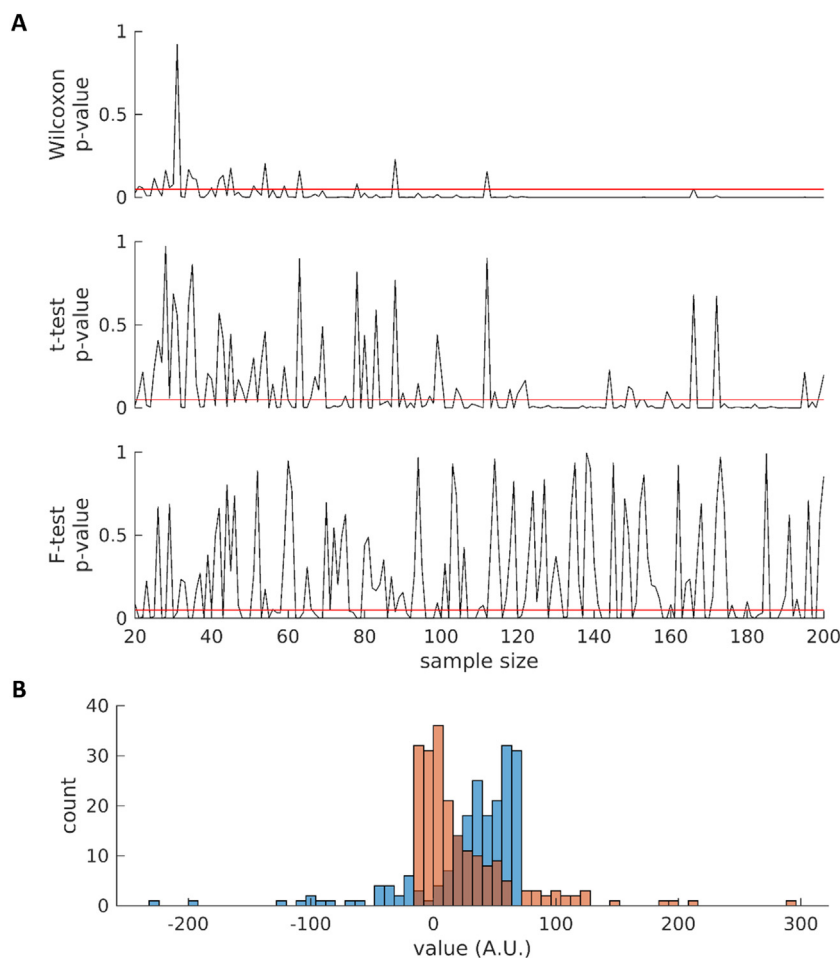 A
Wilcoxon
p-value
1
0.5
0
t-test
p-value
1
0.5
0
F-test
p-value
1
0.5
0
20 40 60 80 100 120 140 160 180 200
sample size
B
count
40
30
20
10
0
-200 -100 0 100 200 300
value (A.U.)